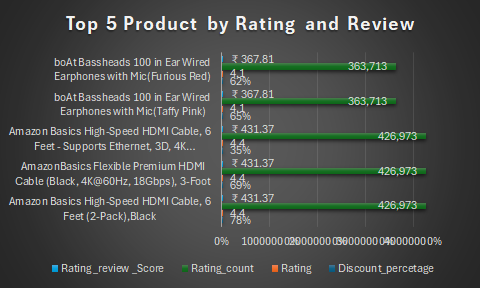 Top 5 Product by Rating and Review
boAt Bassheads 100 in Ear Wired
Earphones with Mic(Furious Red)
₹ 367.81
363,713
4.1
62%
boAt Bassheads 100 in Ear Wired
Earphones with Mic(Taffy Pink)
₹ 367.81
363,713
4.1
65%
AmazonBasics High-Speed HDMI Cable, 6
Feet - Supports Ethernet, 3D, 4K...
₹ 431.37
426,973
4.4
35%
AmazonBasics Flexible Premium HDMI
Cable (Black, 4K@60Hz, 18Gbps), 3-Foot
₹ 431.37
426,973
4.4
69%
Amazon Basics High-Speed HDMI Cable, 6
Feet (2-Pack),Black
₹ 431.37
426,973
4.4
76%
0% 10000000% 20000000% 30000000% 40000000%
Rating_review_Score Rating_count Rating Discount_percetage